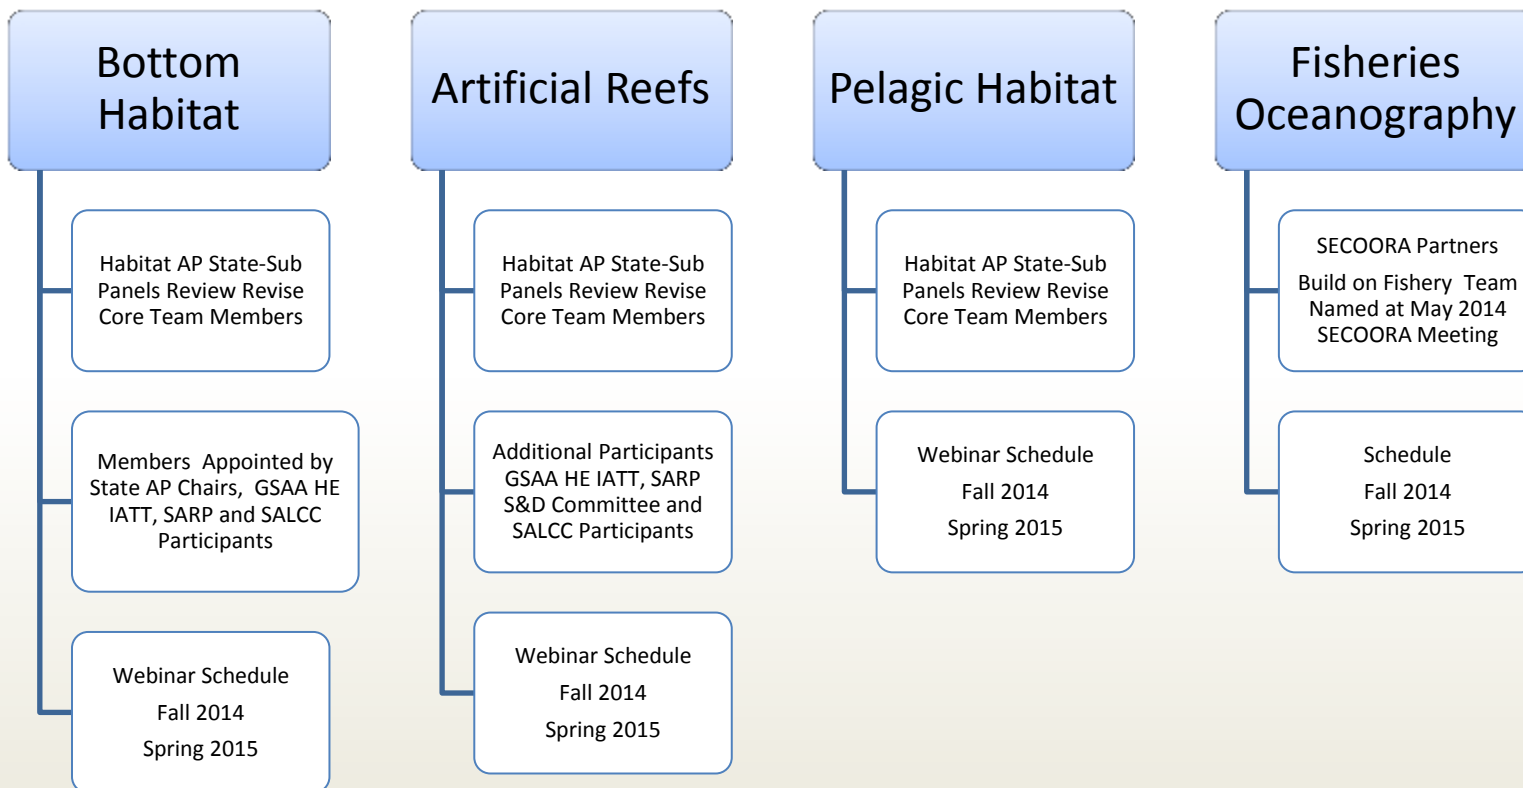 Bottom
Habitat
Habitat AP State-Sub
Panels Review Revise
Core Team Members
Members Appointed by
State AP Chairs, GSAA HE
IATT, SARP and SALCC
Participants
Webinar Schedule
Fall 2014
Spring 2015
Artificial Reefs
Habitat AP State-Sub
Panels Review Revise
Core Team Members
Additional Participants
GSAA HE IATT, SARP
S&D Committee and
SALCC Participants
Webinar Schedule
Fall 2014
Spring 2015
Pelagic Habitat
Habitat AP State-Sub
Panels Review Revise
Core Team Members
Webinar Schedule
Fall 2014
Spring 2015
Fisheries
Oceanography
SECOORA Partners
Build on Fishery Team
Named at May 2014
SECOORA Meeting
Schedule
Fall 2014
Spring 2015